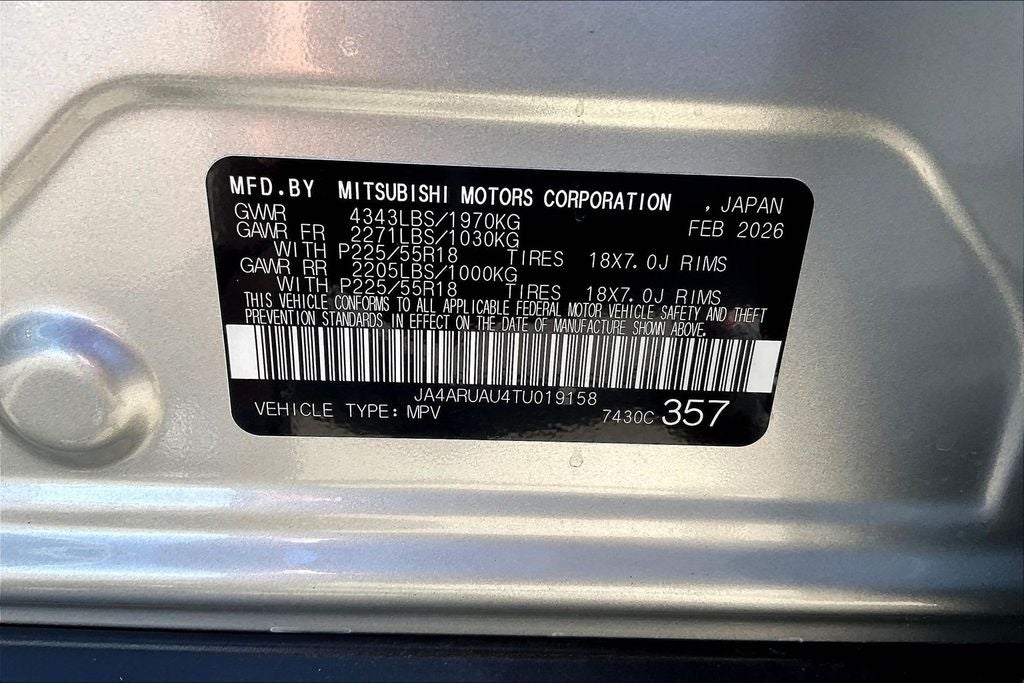 MFD.BY MITSUBISHI MOTORS CORPORATION , JAPAN
GVWR 4343LBS/1970KG FEB 2026
GAWR FR 2271LBS/1030KG
WITH P225/55R18 TIRES 18X7.0J RIMS
GAWR RR 2205LBS/1000KG
WITH P225/55R18 TIRES 18X7.0J RIMS
THIS VEHICLE CONFORMS TO ALL APPLICABLE FEDERAL MOTOR VEHICLE SAFETY AND THEFT
PREVENTION STANDARDS IN EFFECT ON THE DATE OF MANUFACTURE SHOWN ABOVE.
JA4ARUAU4TU019158
VEHICLE TYPE: MPV 7430C 357